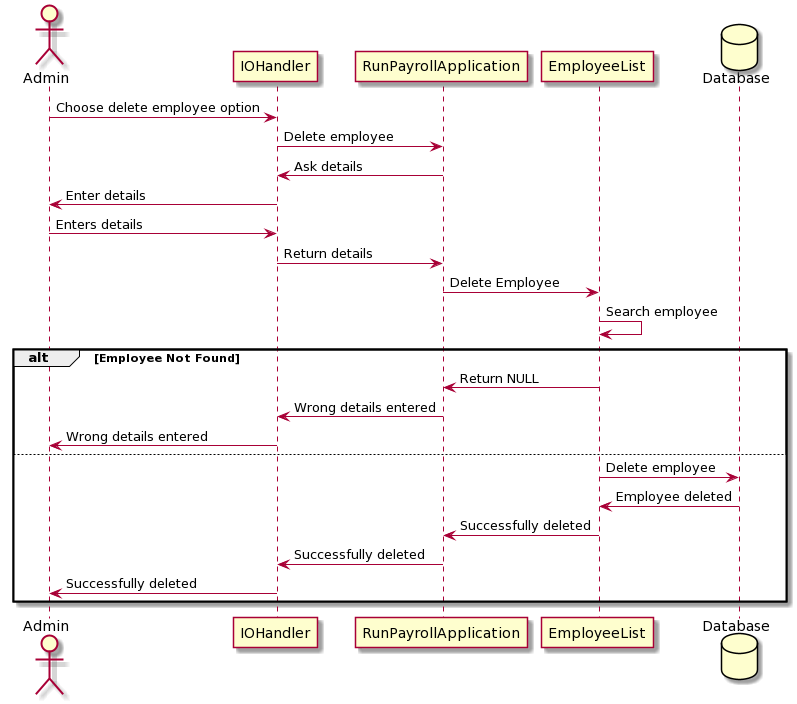 Admin
IOHandler
RunPayrollApplication
EmployeeList
Database
Choose delete employee option
Delete employee
Ask details
Enter details
Enters details
Return details
Delete Employee
Search employee
alt [Employee Not Found]
Return NULL
Wrong details entered
Wrong details entered
Delete employee
Employee deleted
Successfully deleted
Successfully deleted
Successfully deleted
Admin
IOHandler
RunPayrollApplication
EmployeeList
Database